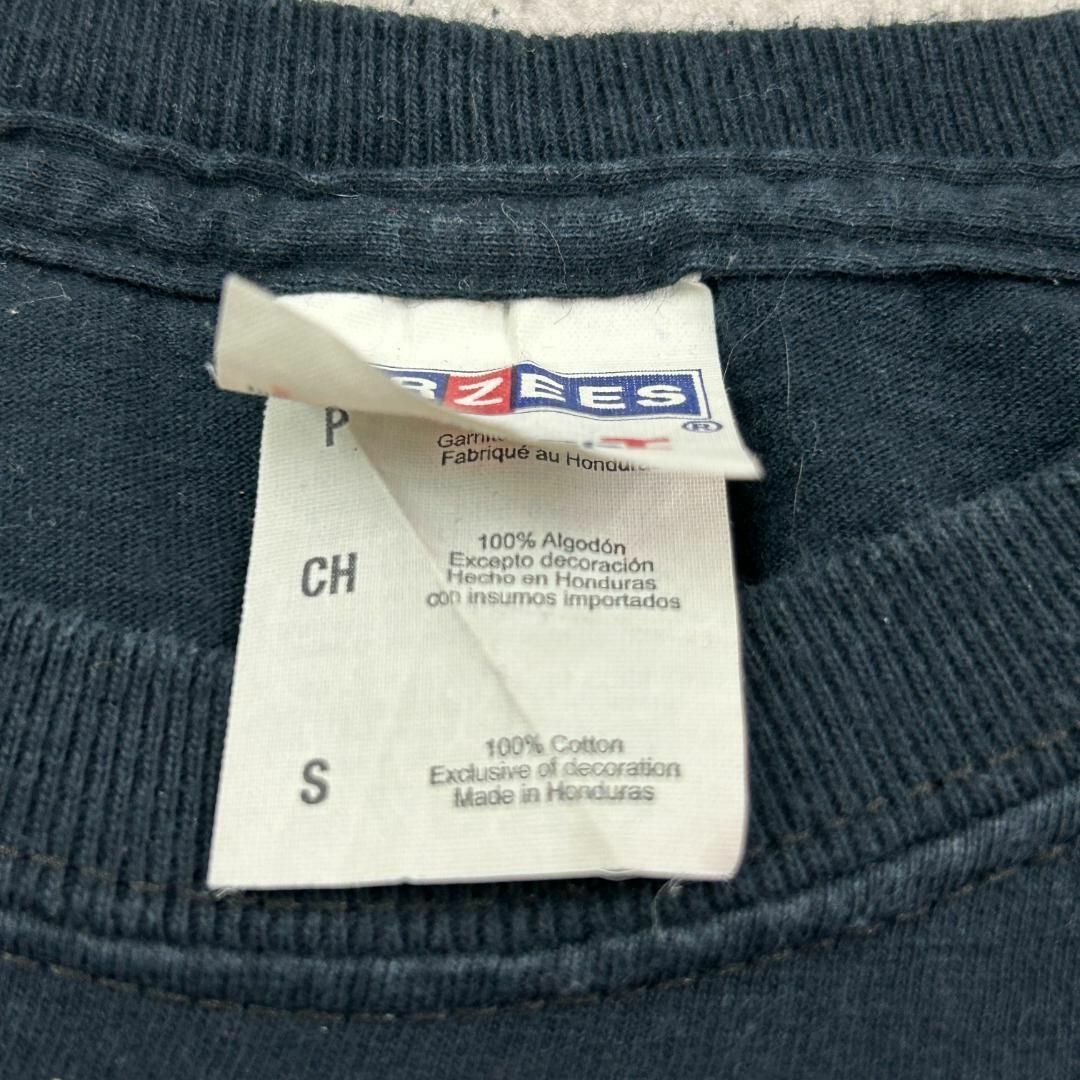 RZEES
®
P
Fabriqué au
CH
100% Algodón
Excepto decoración
Hecho en Honduras
con insumos importados
S
100% Cotton
Exclusive of decoration
Made in Honduras